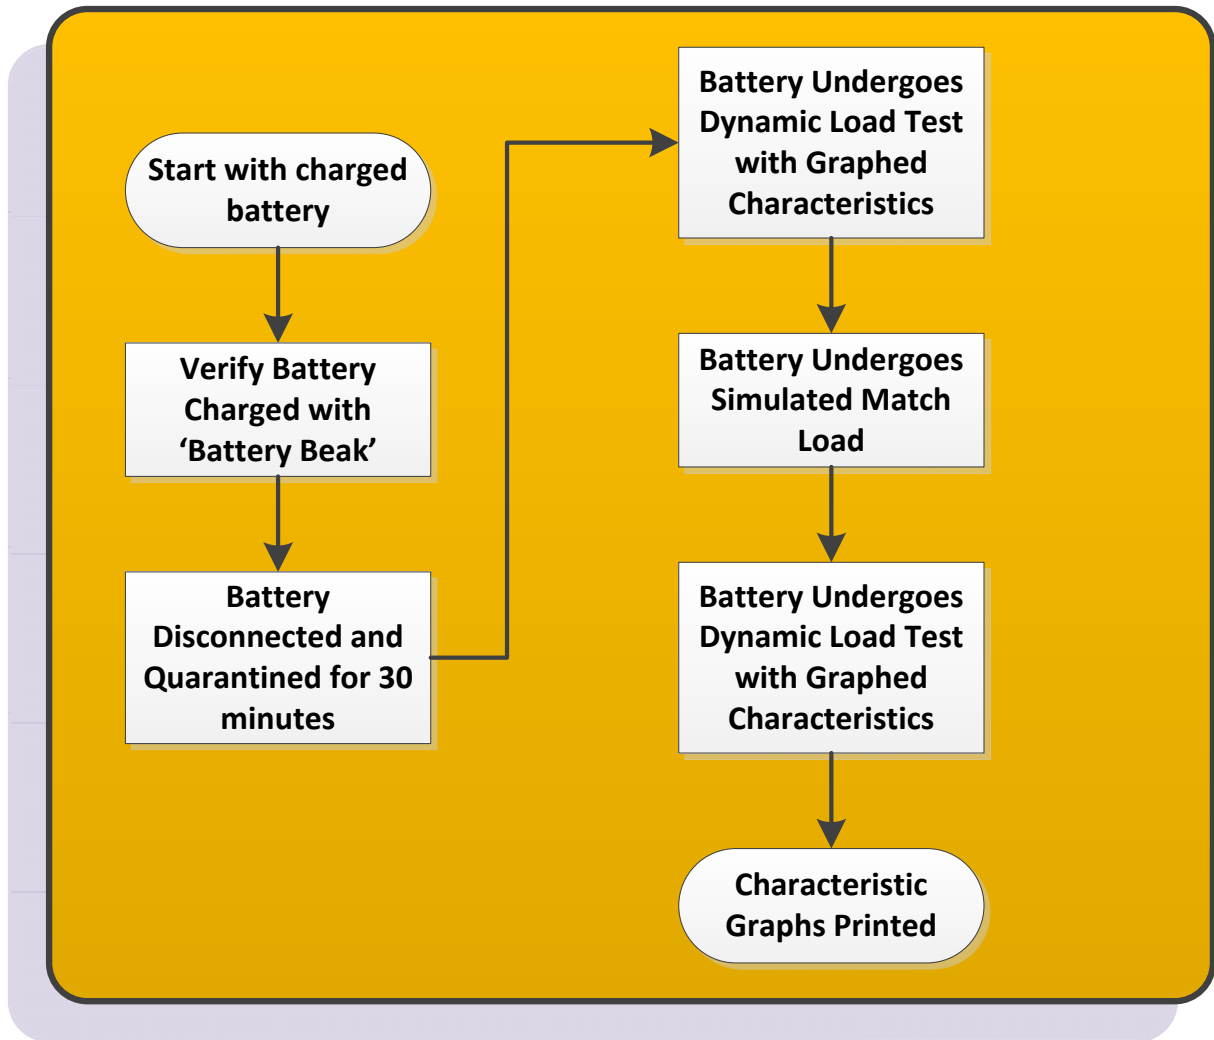 Start with charged
battery
Verify Battery
Charged with
‘Battery Beak’
Battery
Disconnected and
Quarantined for 30
minutes
Battery Undergoes
Dynamic Load Test
with Graphed
Characteristics
Battery Undergoes
Simulated Match
Load
Battery Undergoes
Dynamic Load Test
with Graphed
Characteristics
Characteristic
Graphs Printed